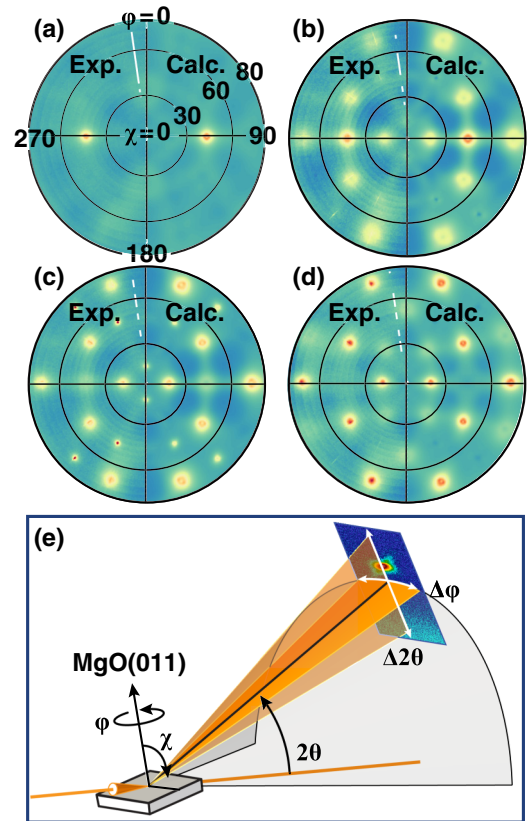 (a) φ=0 (b)
Exp. Calc. 80 Exp. Calc.
60
30
270 χ=0 90
180
(c) (d)
Exp. Calc. Exp. Calc.
(e)
Δφ
Δ2θ
MgO(011)
φ χ 2θ